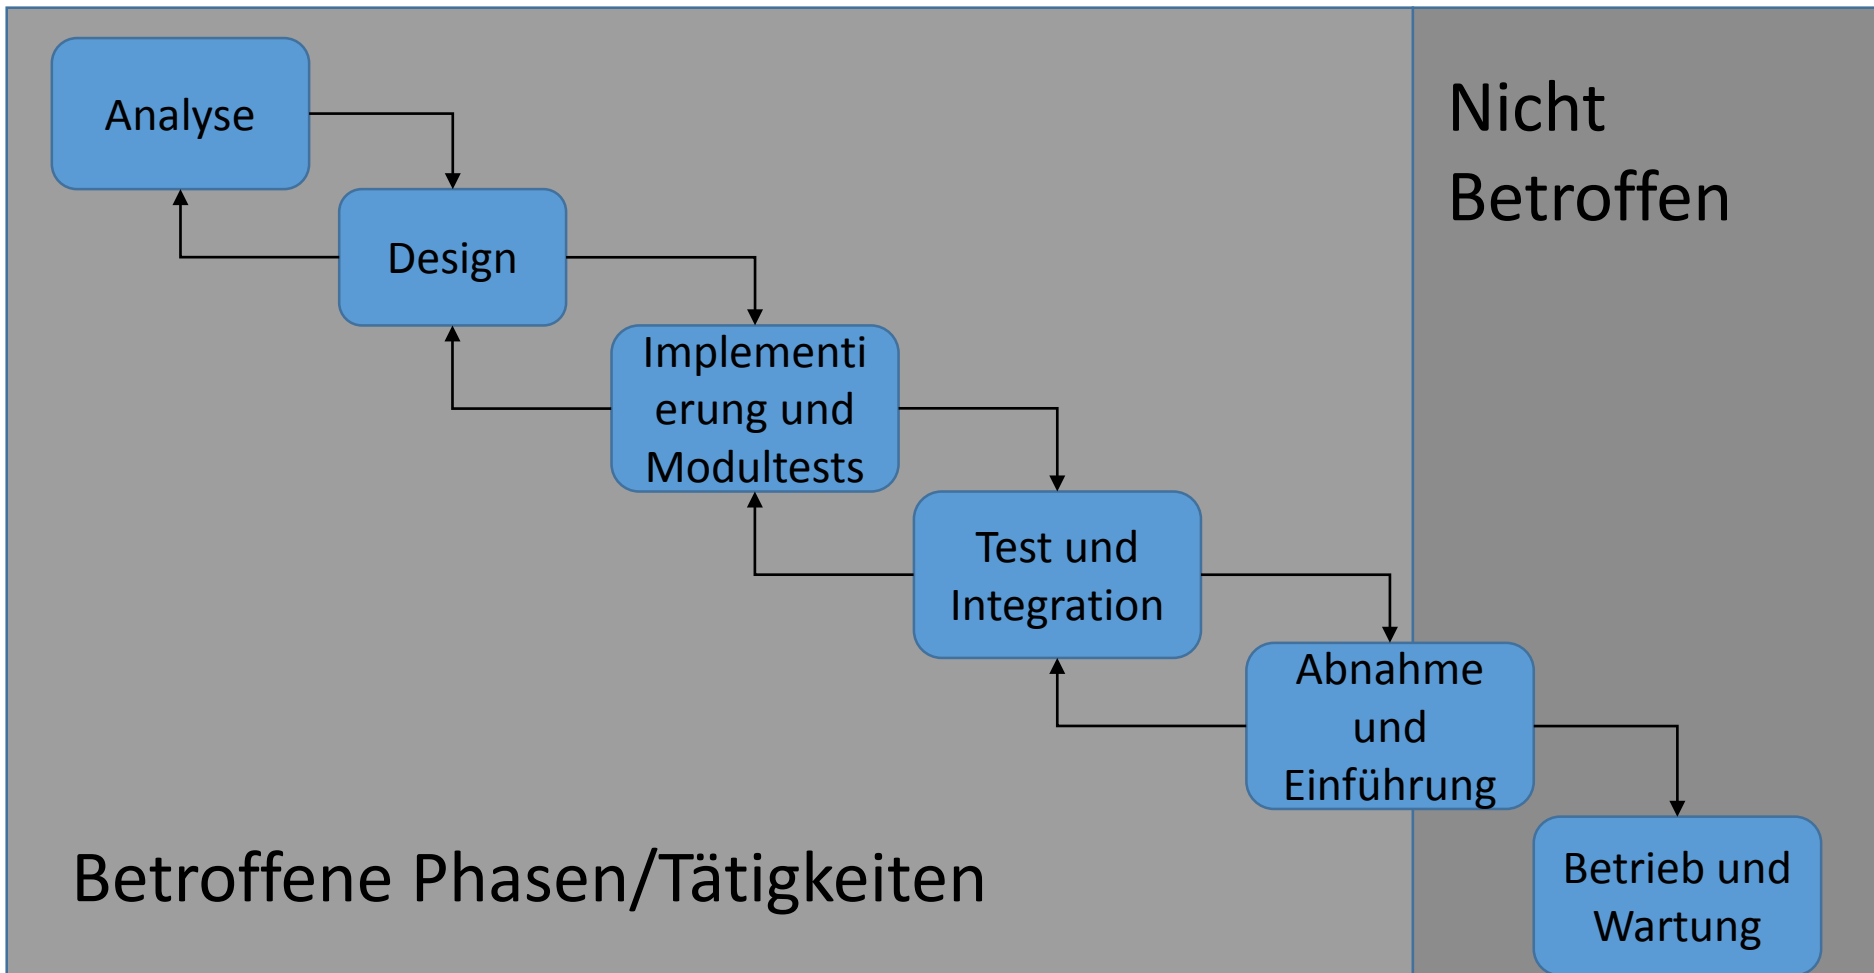 Analyse
Nicht
Betroffen
Design
Implementi
erung und
Modultests
Test und
Integration
Abnahme
und
Einführung
Betroffene Phasen/Tätigkeiten
Betrieb und
Wartung